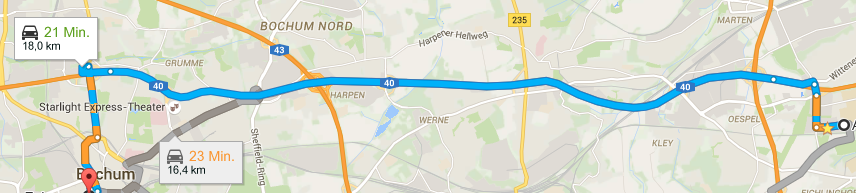 21 Min.
18,0 km
BOCHUM NORD
Harpener Hellweg
235
MARTEN
43
GRUMME
40
Starlight Express-Theater
HARPEN
40
WERNE
40
OESPEL
KLEY
Sheffield-Ring
23 Min.
16,4 km
Bochum